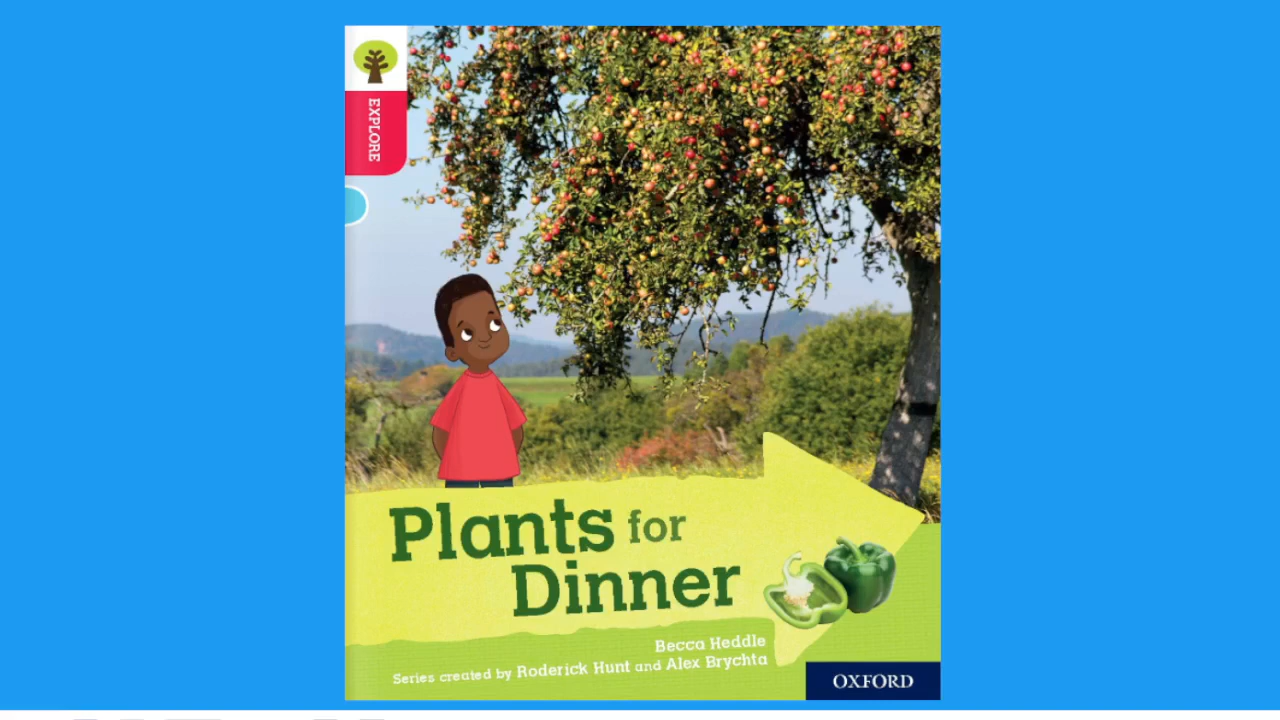 EXPLORE
Plants for
Dinner
Becca Heddle
Series created by Roderick Hunt and Alex Brychta
OXFORD